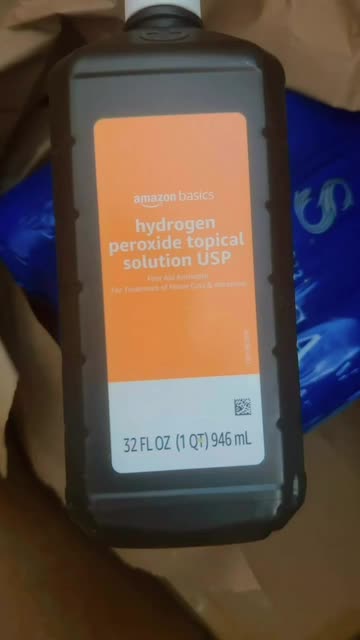 amazon basics
hydrogen
peroxide topical
solution USP
First Aid Antiseptic
For Treatment of Minor Cuts & Abrasions
32 FL OZ (1 QT) 946 mL
S